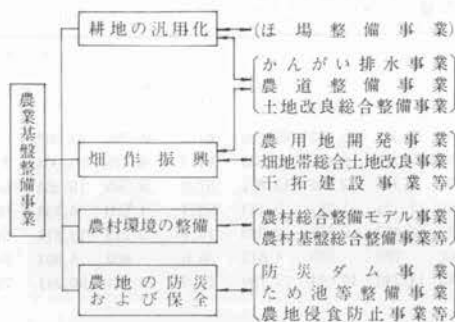 農業基盤整備事業
耕地の汎用化
(ほ場整備事業)
かんがい排水事業
農道整備事業
土地改良総合整備事業
畑作振興
農用地開発事業
畑地帯総合土地改良事業
干拓建設事業等
農村環境の整備
農村総合整備モデル事業
農村基盤総合整備事業等
農地の防災
および保全
防災ダム事業
ため池等整備事業
農地侵食防止事業等